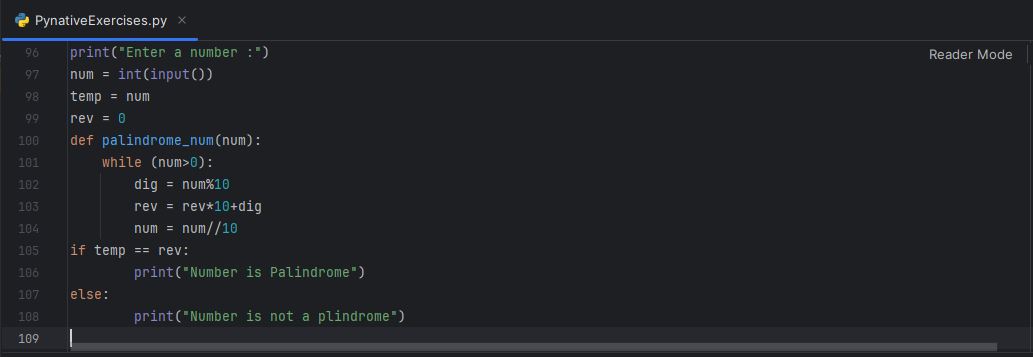 PynativeExercises.py ×
Reader Mode
96 print("Enter a number :")
97 num = int(input())
98 temp = num
99 rev = 0
100 def palindrome_num(num):
101     while (num>0):
102         dig = num%10
103         rev = rev*10+dig
104         num = num//10
105 if temp == rev:
106         print("Number is Palindrome")
107 else:
108         print("Number is not a plindrome")
109